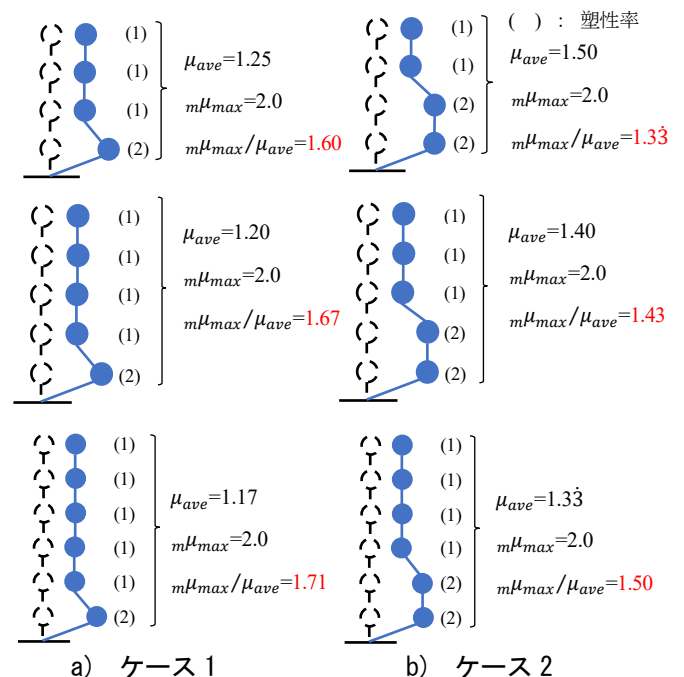 ( ) : 塑性率
(1)
(1)
(1)
(2)
μave=1.25
mμmax=2.0
mμmax/μave=1.60
(1)
(1)
(2)
(2)
μave=1.50
mμmax=2.0
mμmax/μave=1.33̇
(1)
(1)
(1)
(1)
(2)
μave=1.20
mμmax=2.0
mμmax/μave=1.67
(1)
(1)
(1)
(2)
(2)
μave=1.40
mμmax=2.0
mμmax/μave=1.43
(1)
(1)
(1)
(1)
(1)
(2)
μave=1.17
mμmax=2.0
mμmax/μave=1.71
(1)
(1)
(1)
(1)
(2)
(2)
μave=1.33̇
mμmax=2.0
mμmax/μave=1.50
a) ケース 1
b) ケース 2